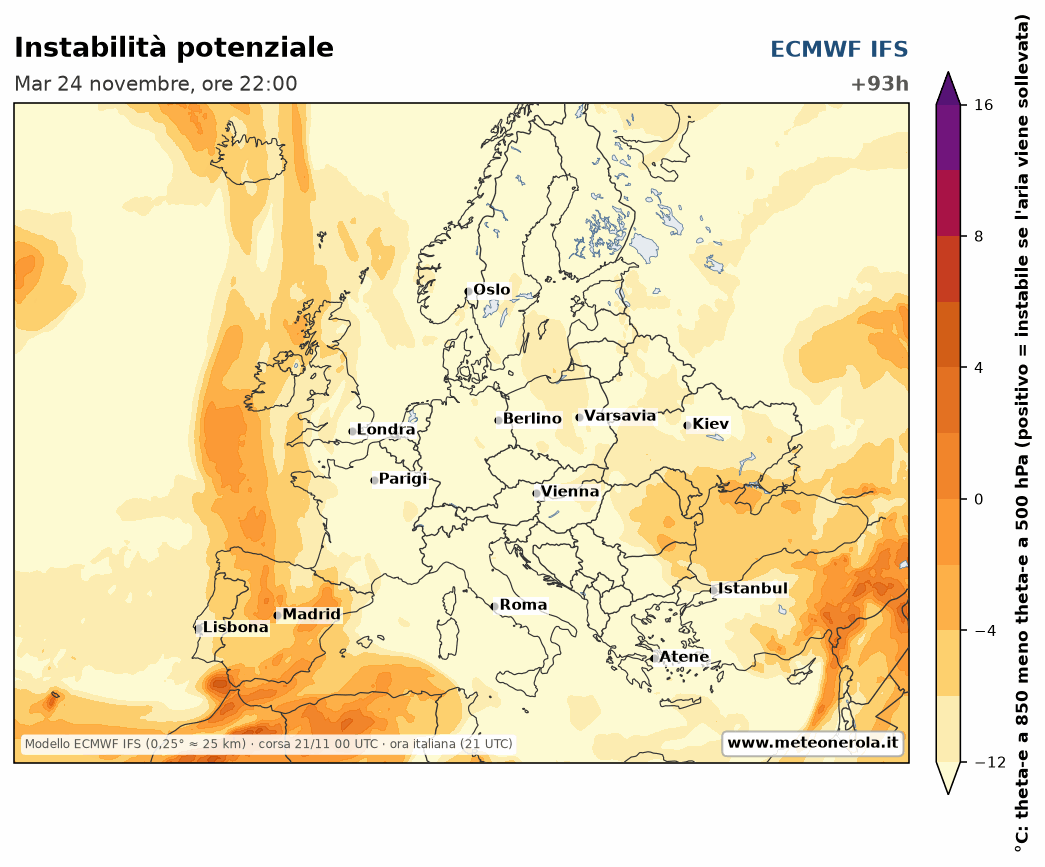 Instabilità potenziale
ECMWF IFS
Mar 24 novembre, ore 22:00
+93h
Oslo
Londra
Berlino
Varsavia
Kiev
Parigi
Vienna
Istanbul
Roma
Madrid
Lisbona
Atene
Modello ECMWF IFS (0,25° ≈ 25 km) · corsa 21/11 00 UTC · ora italiana (21 UTC)
www.meteonerola.it
16
8
4
0
−4
−12
°C: theta-e a 850 meno theta-e a 500 hPa (positivo = instabile se l'aria viene sollevata)